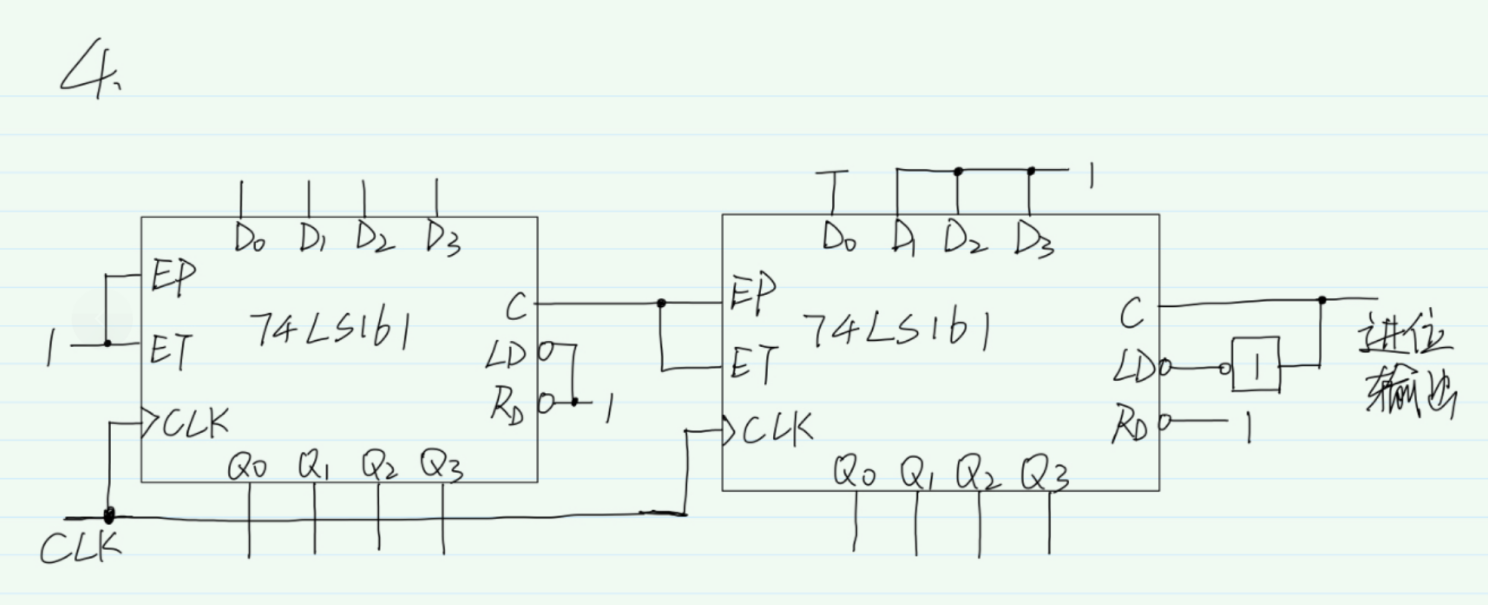 4.
1
D0 D1 D2 D3 D0 D1 D2 D3
EP C EP C
74LS161 74LS161
1 ET LD ET LD 1 进位
CLK RD 1 CLK RD 1 输出
Q0 Q1 Q2 Q3 Q0 Q1 Q2 Q3
CLK